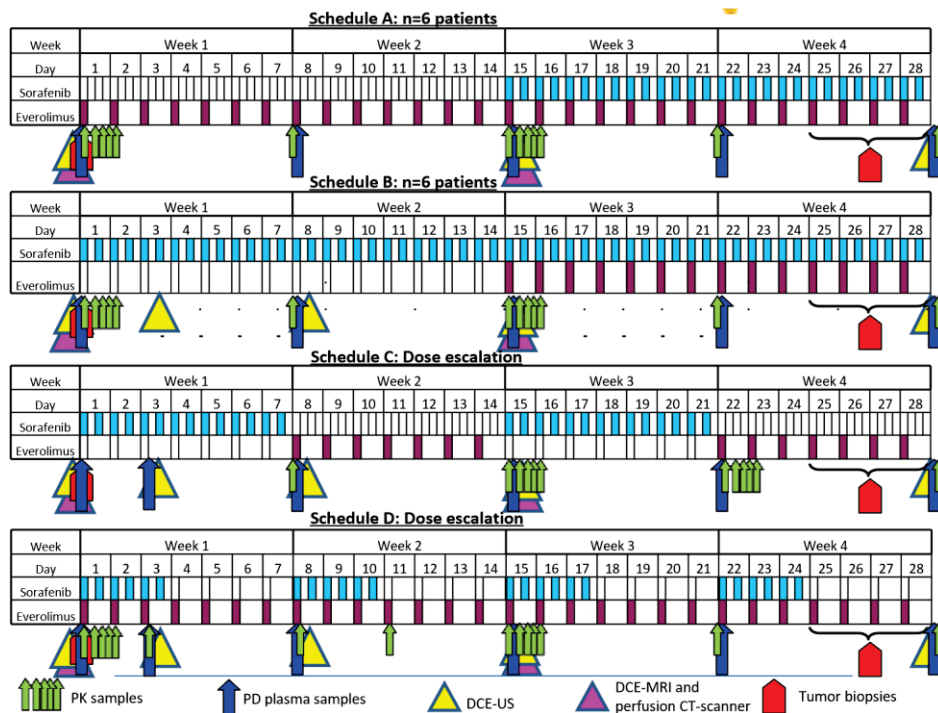 Schedule A: n=6 patients
Week Week 1 Week 2 Week 3 Week 4
Day 1 2 3 4 5 6 7 8 9 10 11 12 13 14 15 16 17 18 19 20 21 22 23 24 25 26 27 28
Sorafenib
Everolimus
Schedule B: n=6 patients
Week Week 1 Week 2 Week 3 Week 4
Day 1 2 3 4 5 6 7 8 9 10 11 12 13 14 15 16 17 18 19 20 21 22 23 24 25 26 27 28
Sorafenib
Everolimus
Schedule C: Dose escalation
Week Week 1 Week 2 Week 3 Week 4
Day 1 2 3 4 5 6 7 8 9 10 11 12 13 14 15 16 17 18 19 20 21 22 23 24 25 26 27 28
Sorafenib
Everolimus
Schedule D: Dose escalation
Week Week 1 Week 2 Week 3 Week 4
Day 1 2 3 4 5 6 7 8 9 10 11 12 13 14 15 16 17 18 19 20 21 22 23 24 25 26 27 28
Sorafenib
Everolimus
PK samples
PD plasma samples
DCE-US
DCE-MRI and
perfusion CT-scanner
Tumor biopsies